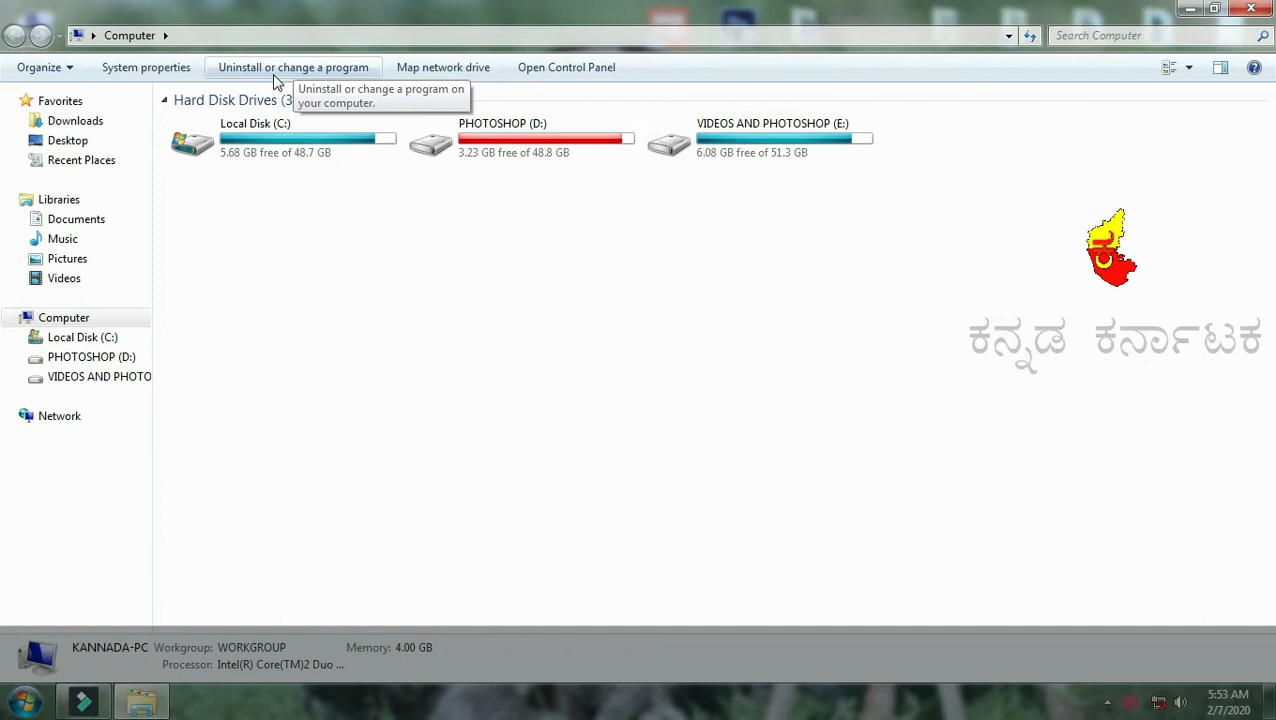 Computer
Search Computer
Organize
System properties
Uninstall or change a program
Map network drive
Open Control Panel
Uninstall or change a program on
your computer.
Favorites
Downloads
Desktop
Recent Places
Libraries
Documents
Music
Pictures
Videos
Computer
Local Disk (C:)
PHOTOSHOP (D:)
VIDEOS AND PHOTO
Network
Hard Disk Drives (3
Local Disk (C:)
5.68 GB free of 48.7 GB
PHOTOSHOP (D:)
3.23 GB free of 48.8 GB
VIDEOS AND PHOTOSHOP (E:)
6.08 GB free of 51.3 GB
ಕನ್ನಡ ಕರ್ನಾಟಕ
KANNADA-PC Workgroup: WORKGROUP Memory: 4.00 GB
Processor: Intel(R) Core(TM)2 Duo ...
5:53 AM
2/7/2020